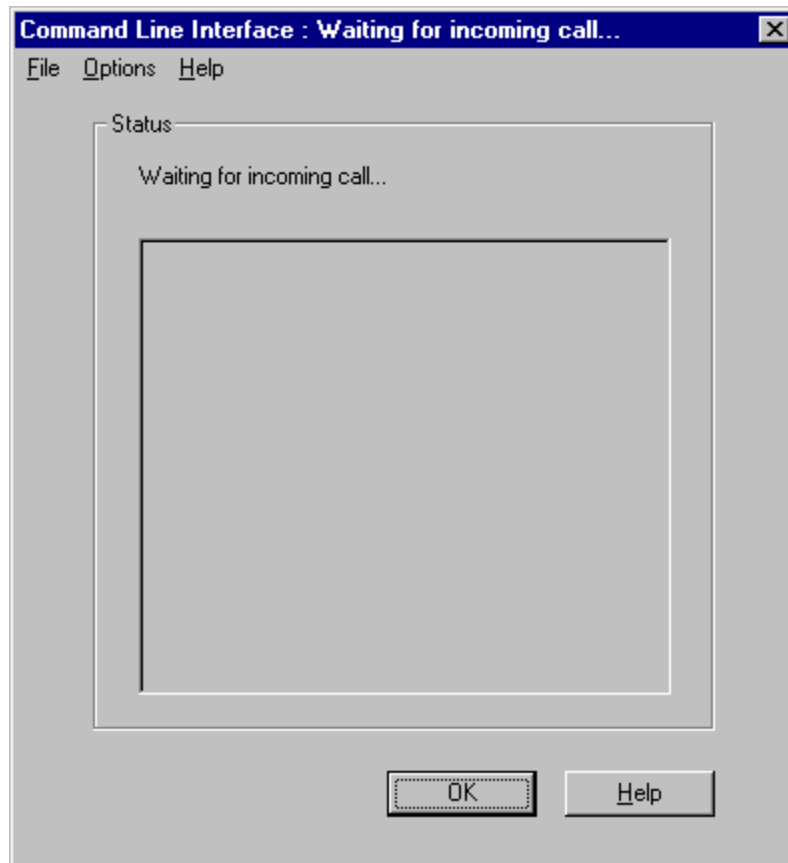 Command Line Interface : Waiting for incoming call...
File Options Help
Status
Waiting for incoming call...
OK Help